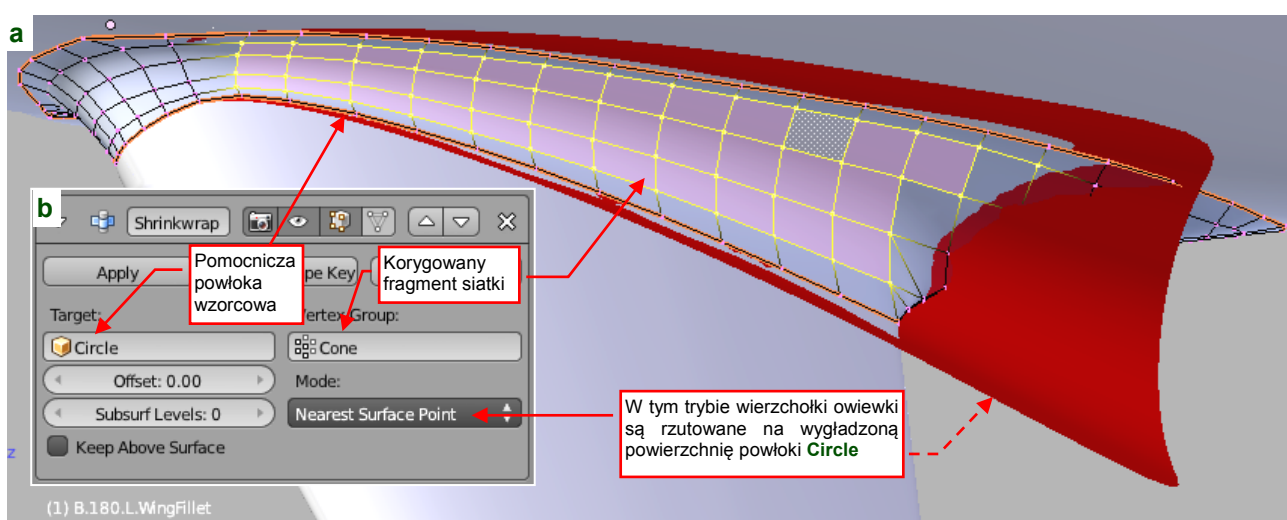 a
b
Shrinkwrap
Apply
pe Key
Pomocnicza
powłoka
wzorcowa
Korygowany
fragment siatki
Target:
Vertex Group:
Circle
Cone
Offset: 0.00
Mode:
Subsurf Levels: 0
Nearest Surface Point
Keep Above Surface
W tym trybie wierzchołki owiewki
są rzutowane na wygładzoną
powierzchnię powłoki Circle
z
(1) B.180.L.WingFillet